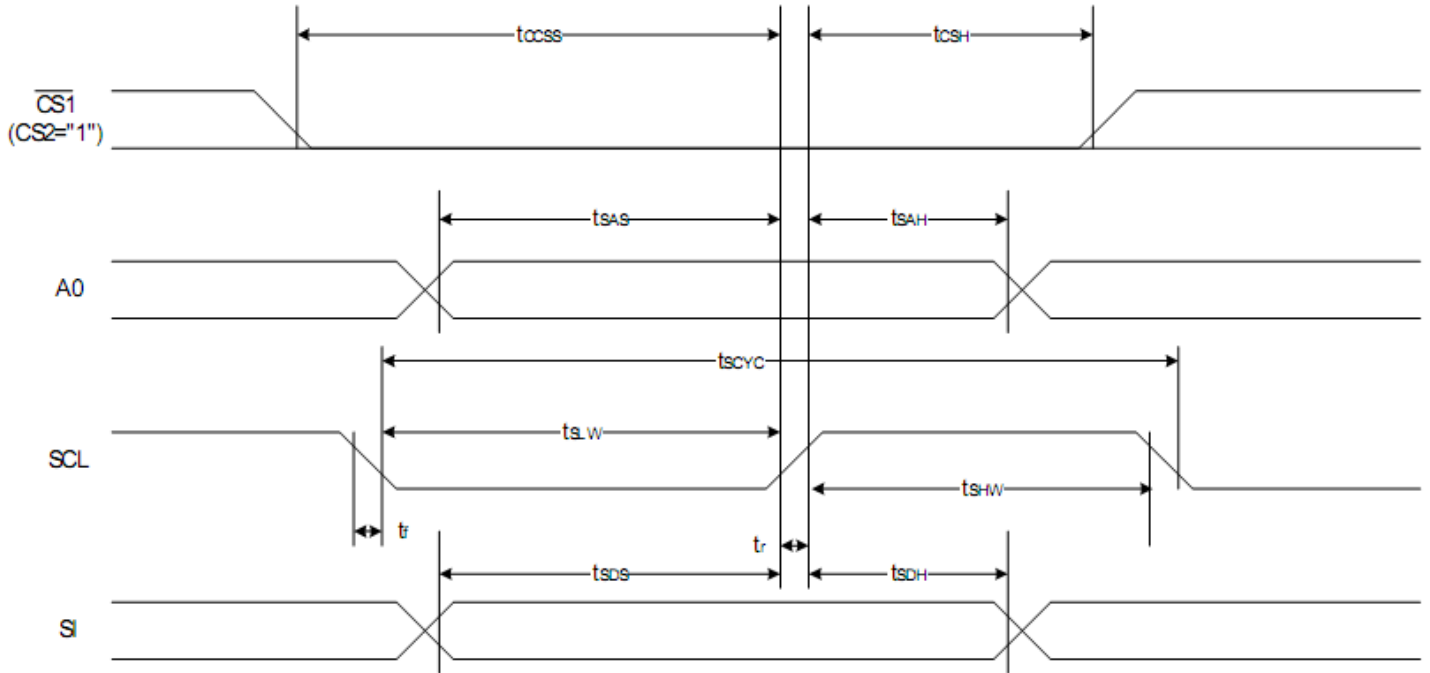 tCCSS
tCSH
CS1
(CS2="1")
tSAS
tSAH
A0
tSCYC
tSLW
SCL
tSHW
tf
tr
tSDS
tSDH
SI